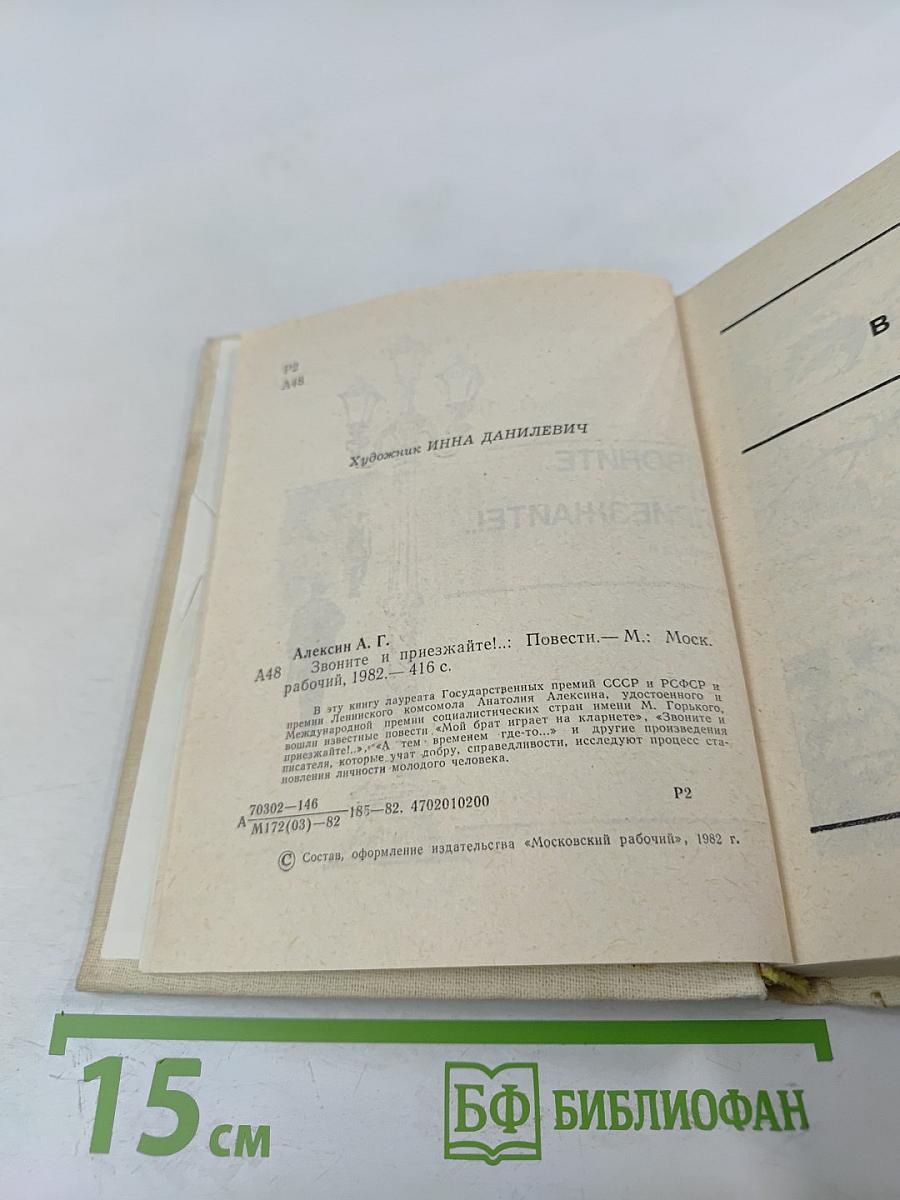 Р2
А48
Художник ИННА ДАНИЛЕВИЧ
Алексин А. Г.
А48 Звоните и приезжайте!..: Повести.— М.: Моск.
рабочий, 1982.— 416 с.
В эту книгу лауреата Государственных премий СССР и РСФСР и
премии Ленинского комсомола Анатолия Алексина, удостоенного и
Международной премии социалистических стран имени М. Горького,
вошли известные повести «Мой брат играет на кларнете», «Звоните и
приезжайте!..», «А тем временем где-то...» и другие произведения
писателя, которые учат добру, справедливости, исследуют процесс ста-
новления личности молодого человека.
А 70302—146
М172(03)—82 185—82. 4702010200
Р2
© Состав, оформление издательства «Московский рабочий», 1982 г.
В
15 см
БФ БИБЛИОФАН